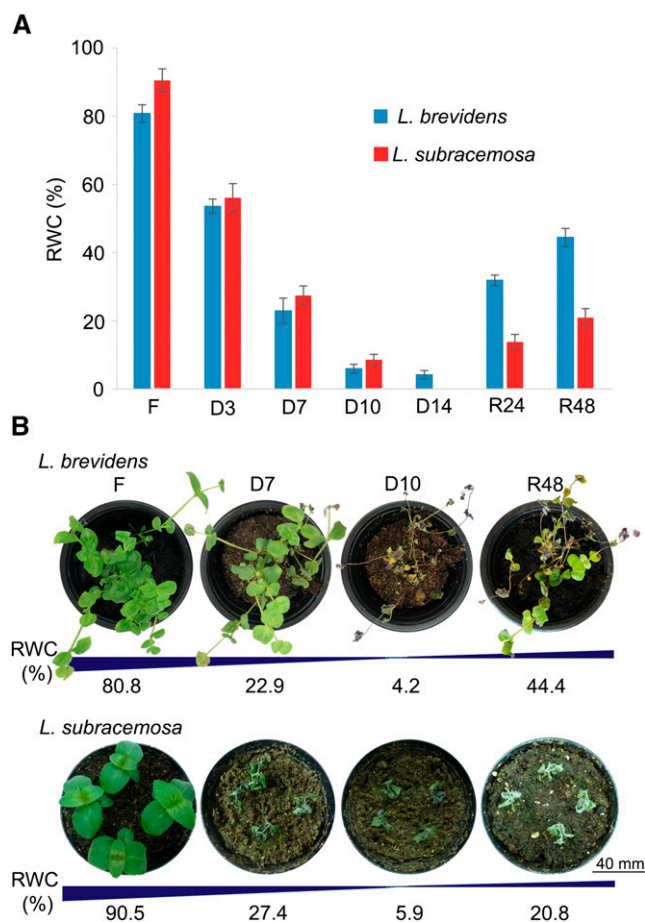 A
100
80
60
40
20
0
RWC (%)
L. brevidens
L. subracemosa
F D3 D7 D10 D14 R24 R48
B
L. brevidens
F D7 D10 R48
RWC
(%)
80.8 22.9 4.2 44.4
L. subracemosa
40 mm
RWC
(%)
90.5 27.4 5.9 20.8